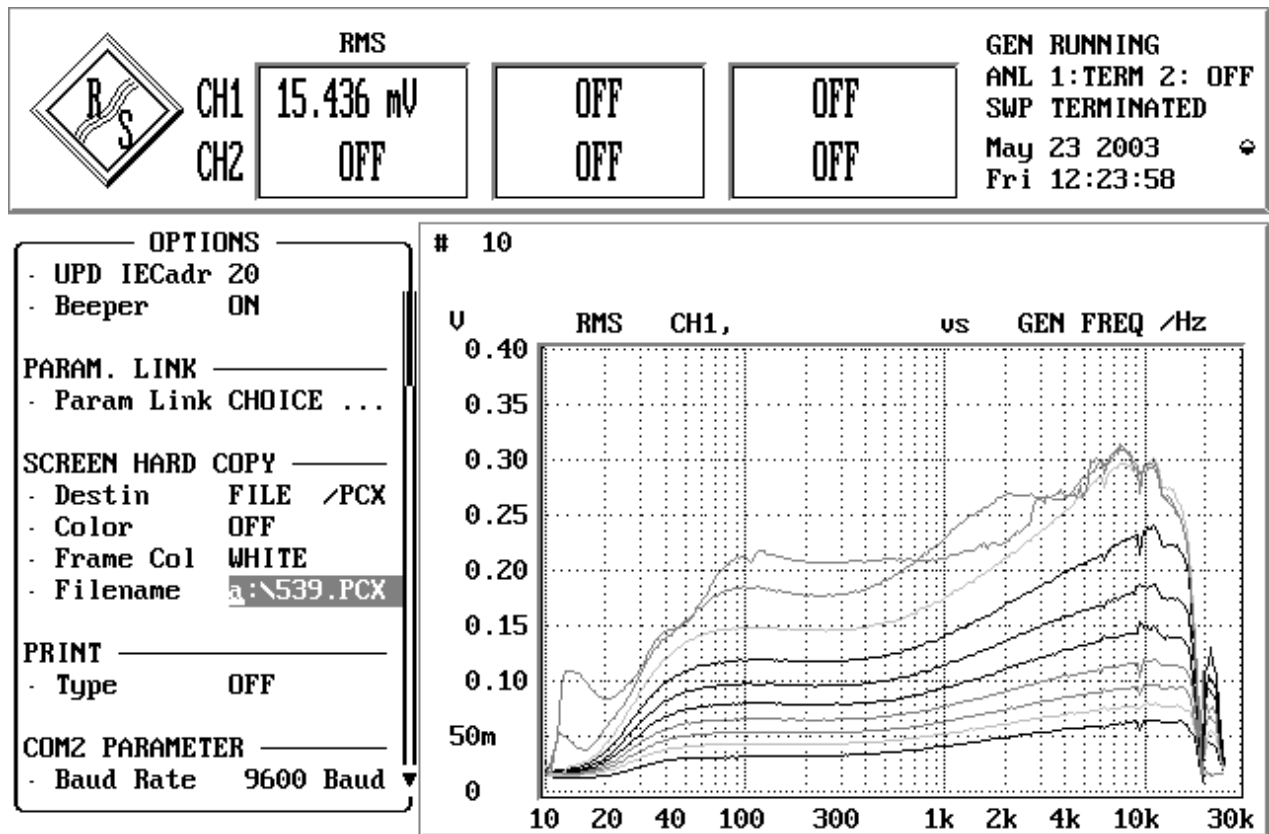 RMS
R
S
CH1 15.436 mV OFF OFF
CH2 OFF OFF OFF
GEN RUNNING
ANL 1:TERM 2: OFF
SWP TERMINATED
May 23 2003
Fri 12:23:58
OPTIONS
- UPD IECadr 20
- Beeper ON
PARAM. LINK
- Param Link CHOICE ...
SCREEN HARD COPY
- Destin FILE /PCX
- Color OFF
- Frame Col WHITE
- Filename a:\539.PCX
PRINT
- Type OFF
COM2 PARAMETER
- Baud Rate 9600 Baud
# 10
V RMS CH1, vs GEN FREQ /Hz
0.40
0.35
0.30
0.25
0.20
0.15
0.10
50m
0
10 20 40 100 300 1k 2k 4k 10k 30k